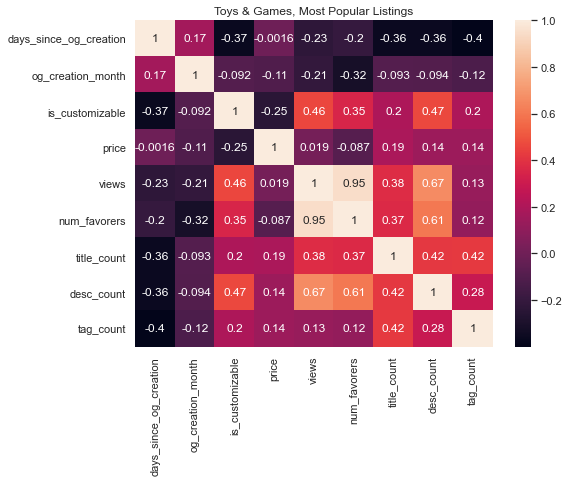 Toys & Games, Most Popular Listings
days_since_og_creation 1 0.17 -0.37 -0.0016 -0.23 -0.2 -0.36 -0.36 -0.4
og_creation_month 0.17 1 -0.092 -0.11 -0.21 -0.32 -0.093 -0.094 -0.12
is_customizable -0.37 -0.092 1 -0.25 0.46 0.35 0.2 0.47 0.2
price -0.0016 -0.11 -0.25 1 0.019 -0.087 0.19 0.14 0.14
views -0.23 -0.21 0.46 0.019 1 0.95 0.38 0.67 0.13
num_favorers -0.2 -0.32 0.35 -0.087 0.95 1 0.37 0.61 0.12
title_count -0.36 -0.093 0.2 0.19 0.38 0.37 1 0.42 0.42
desc_count -0.36 -0.094 0.47 0.14 0.67 0.61 0.42 1 0.28
tag_count -0.4 -0.12 0.2 0.14 0.13 0.12 0.42 0.28 1
days_since_og_creation
og_creation_month
is_customizable
price
views
num_favorers
title_count
desc_count
tag_count
1.0
0.8
0.6
0.4
0.2
0.0
-0.2